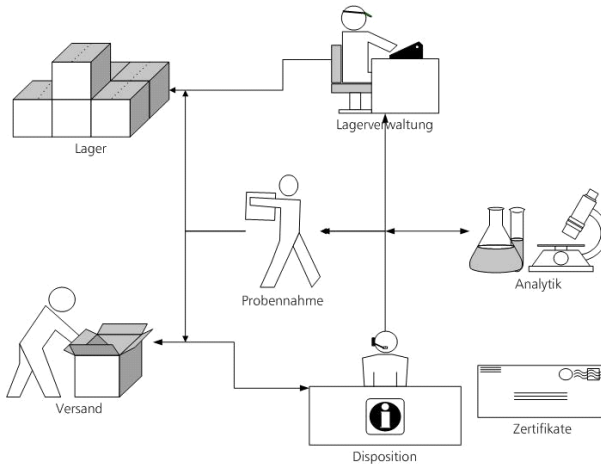 Lagerverwaltung
Lager
Probennahme
Analytik
Versand
Zertifikate
i
Disposition